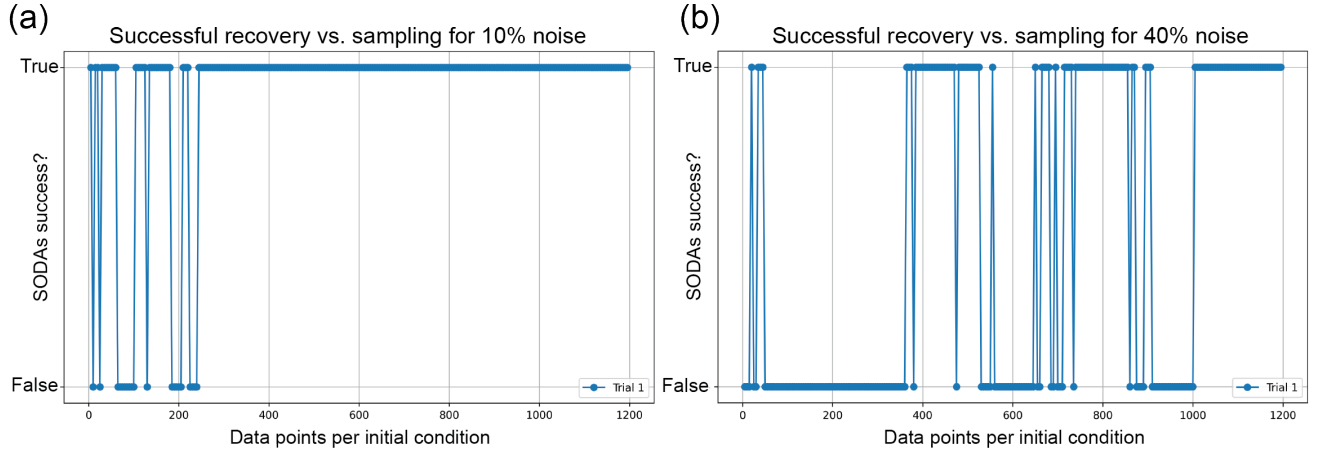 (a)
Successful recovery vs. sampling for 10% noise
True
SODAs success?
False
Trial 1
0 200 400 600 800 1000 1200
Data points per initial condition
(b)
Successful recovery vs. sampling for 40% noise
True
SODAs success?
False
Trial 1
0 200 400 600 800 1000 1200
Data points per initial condition